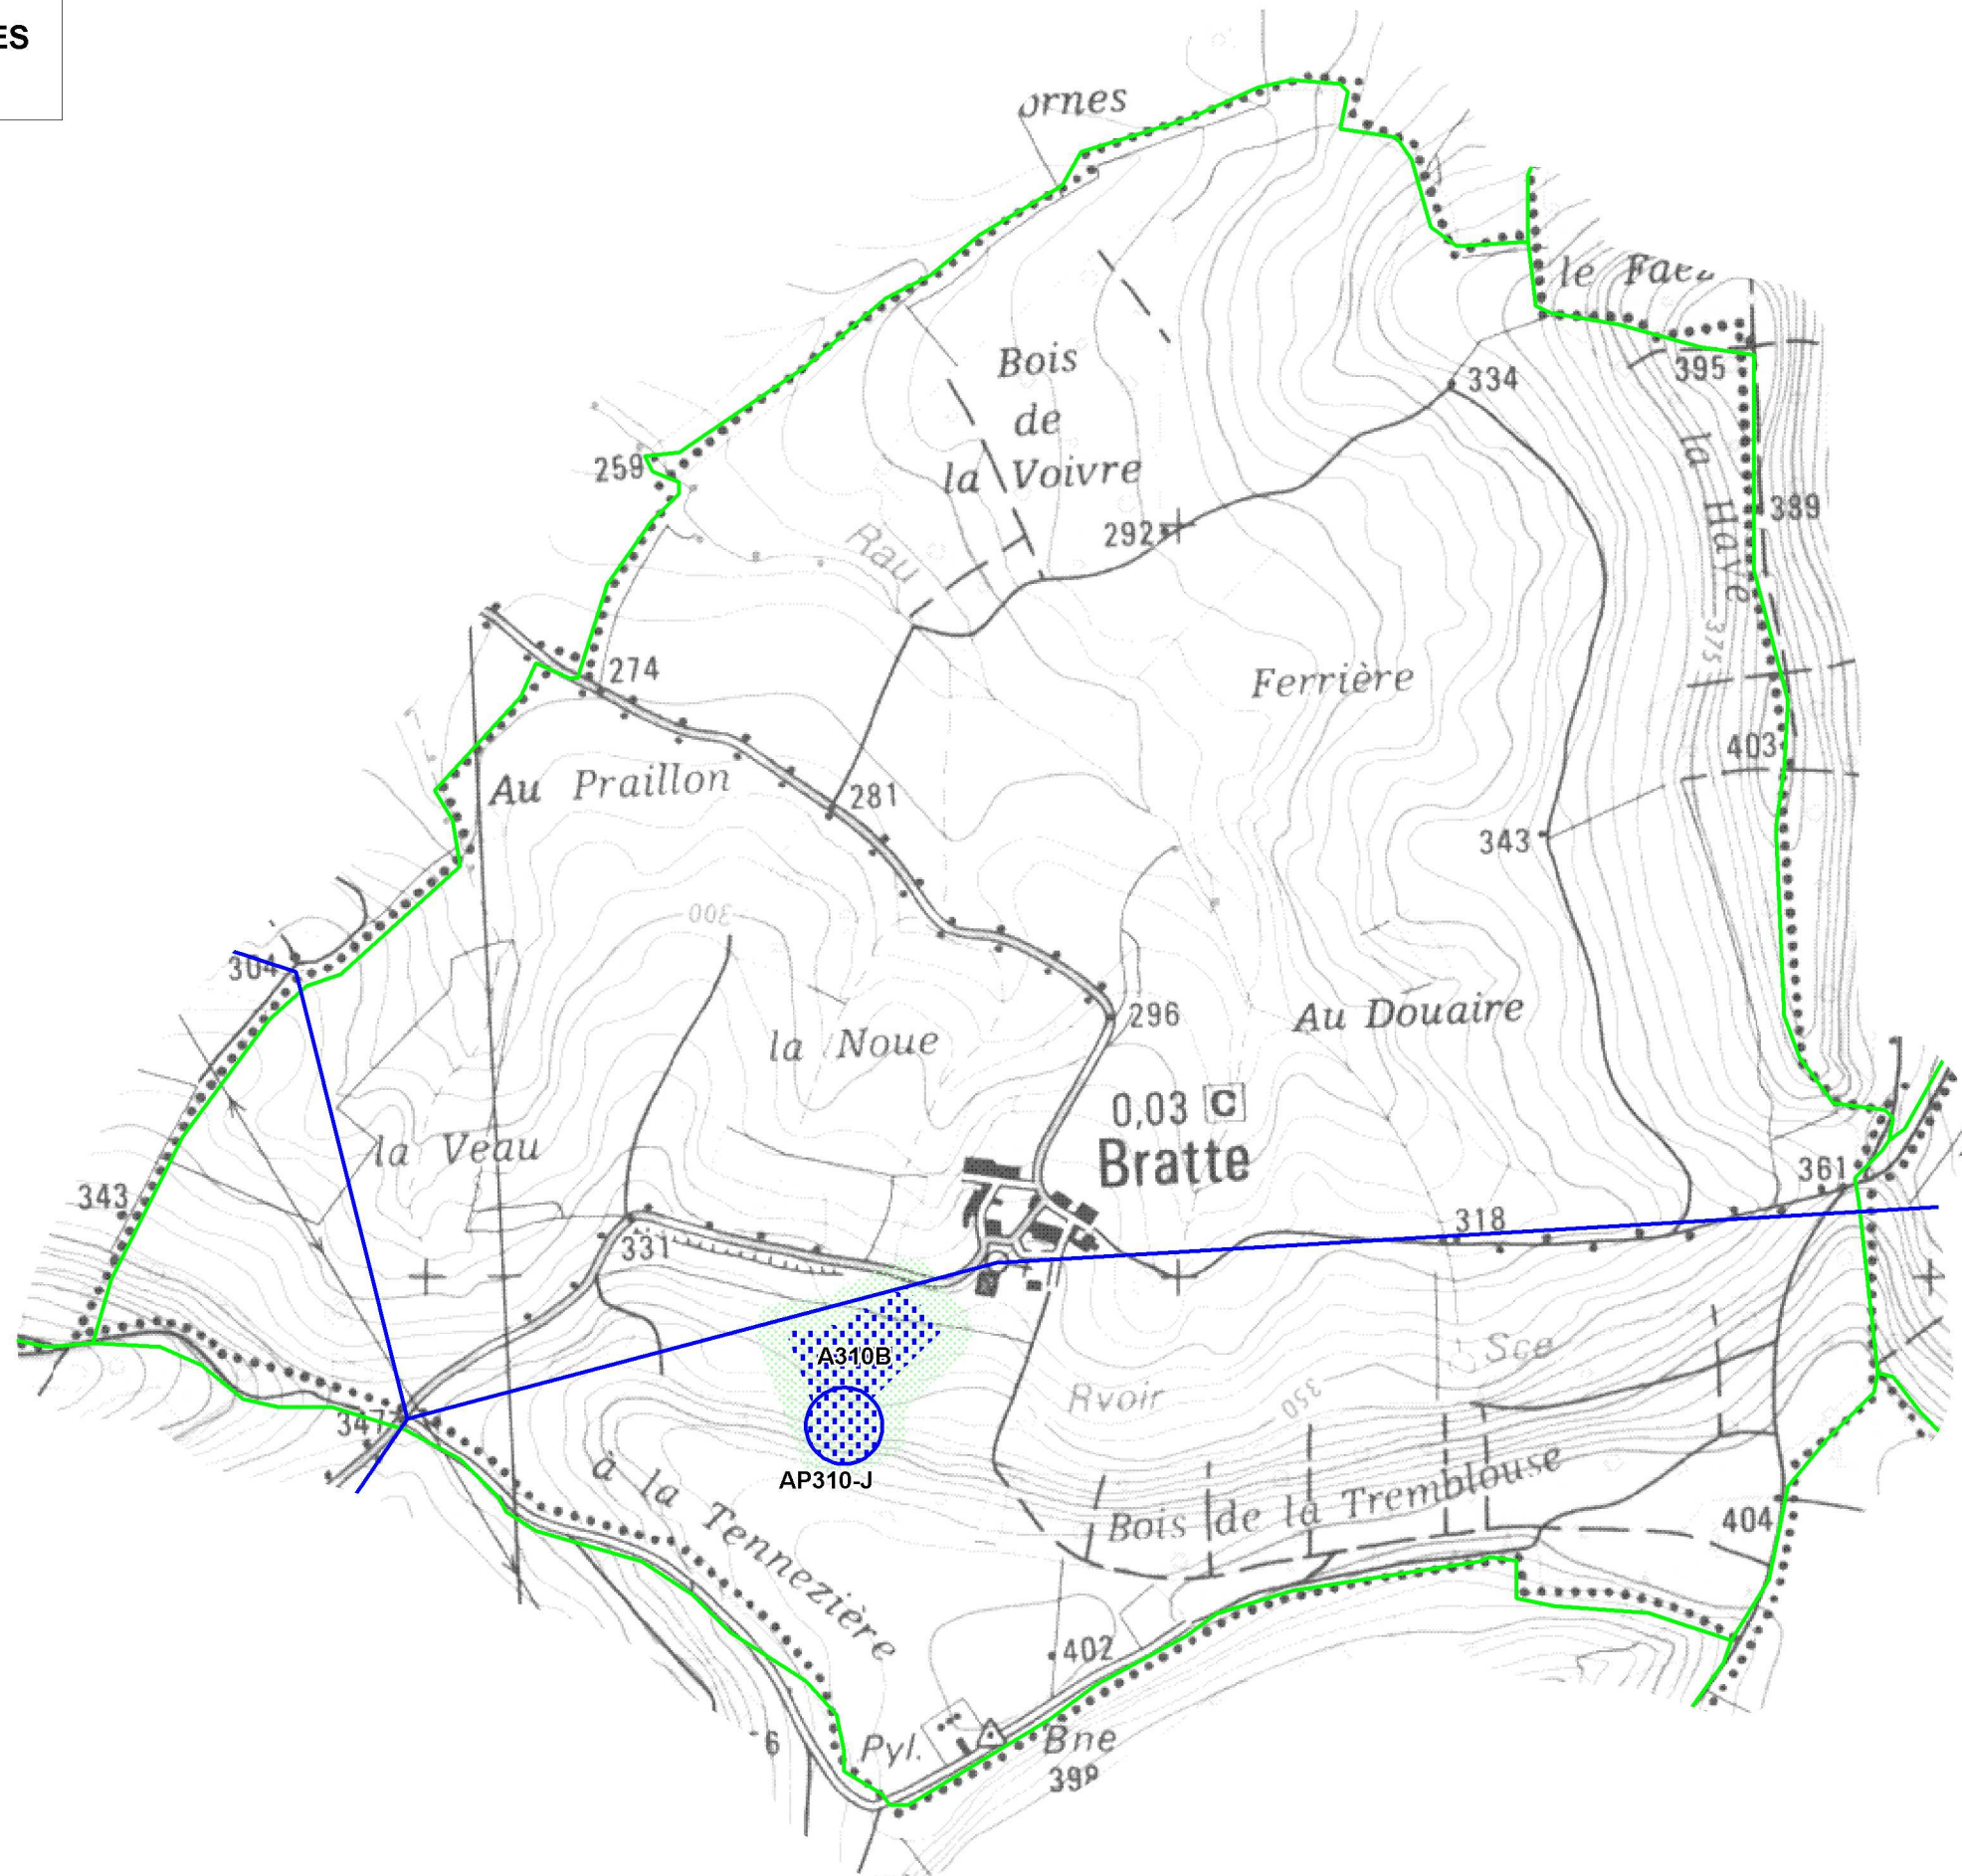 ES
ornes
le Faez
395
334
Bois
de
la Voivre
la Haye
389
259
292
Rau
375
274
Ferrière
403
Au Praillon
281
343
300
304
296
la Noue
Au Douaire
0,03 C
Bratte
la Veau
361
343
318
331
Sce
A310B
Rvoir
350
347
AP310-J
à la Tennezière
Bois de la Tremblouse
404
402
6
Pyl.
Bne
399